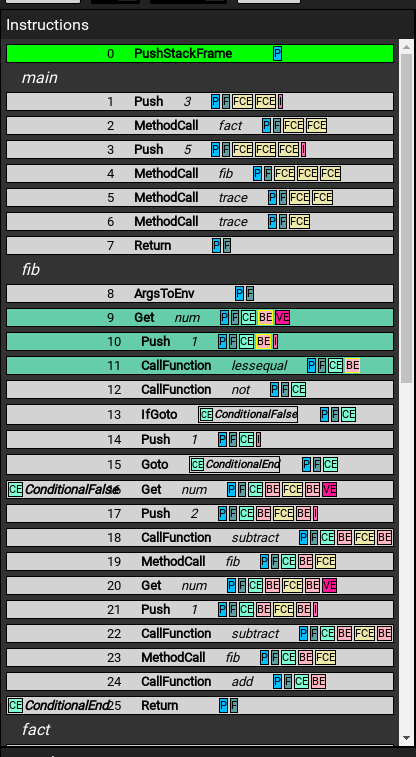 Instructions
0 PushStackFrame P
main
1 Push 3 P F FCE FCE I
2 MethodCall fact P F FCE FCE
3 Push 5 P F FCE FCE FCE I
4 MethodCall fib P F FCE FCE FCE
5 MethodCall trace P F FCE FCE
6 MethodCall trace P F FCE
7 Return P F
fib
8 ArgsToEnv P F
9 Get num P F CE BE VE
10 Push 1 P F CE BE I
11 CallFunction lessequal P F CE BE
12 CallFunction not P F CE
13 IfGoto CE ConditionalFalse P F CE
14 Push 1 P F CE I
15 Goto CE ConditionalEnd P F CE
CE ConditionalFalse 16 Get num P F CE BE FCE BE VE
17 Push 2 P F CE BE FCE BE I
18 CallFunction subtract P F CE BE FCE BE
19 MethodCall fib P F CE BE FCE
20 Get num P F CE BE FCE BE VE
21 Push 1 P F CE BE FCE BE I
22 CallFunction subtract P F CE BE FCE BE
23 MethodCall fib P F CE BE FCE
24 CallFunction add P F CE BE
CE ConditionalEnd 25 Return P F
fact